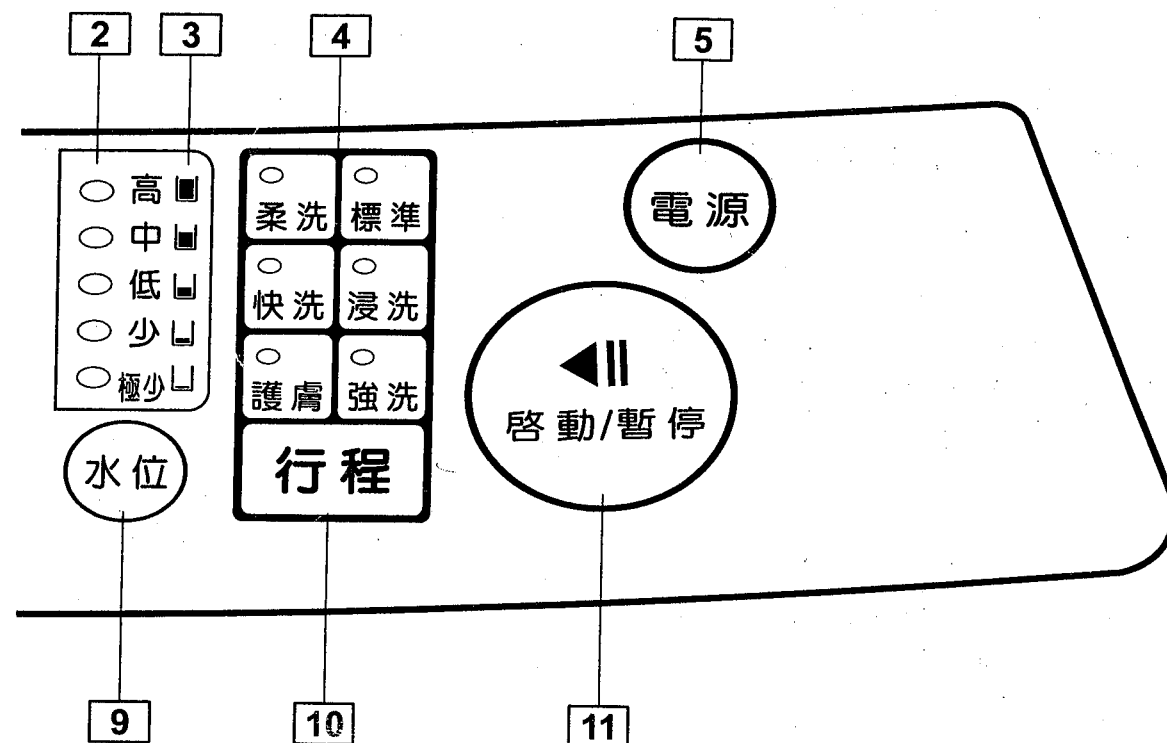 2 3 4 5
高
中
低
少
極少
水位
柔洗 標準
快洗 浸洗
護膚 強洗
行程
電源
啓動/暫停
9 10 11